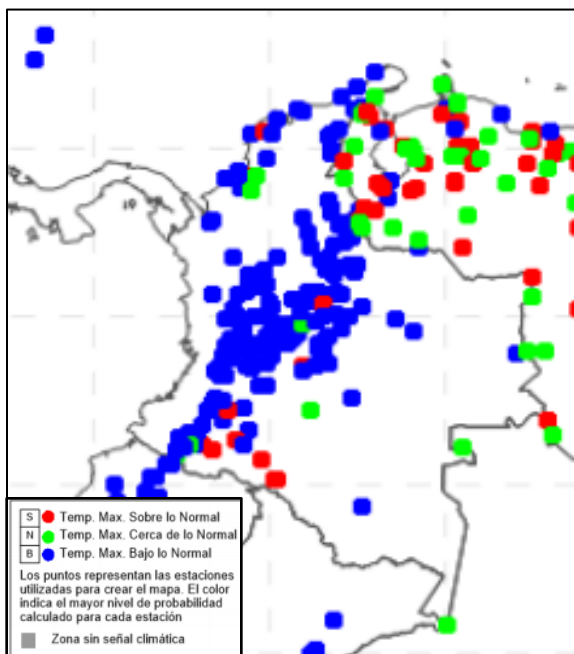 S Temp. Max. Sobre lo Normal
N Temp. Max. Cerca de lo Normal
B Temp. Max. Bajo lo Normal
Los puntos representan las estaciones
utilizadas para crear el mapa. El color
indica el mayor nivel de probabilidad
calculado para cada estación
Zona sin señal climática